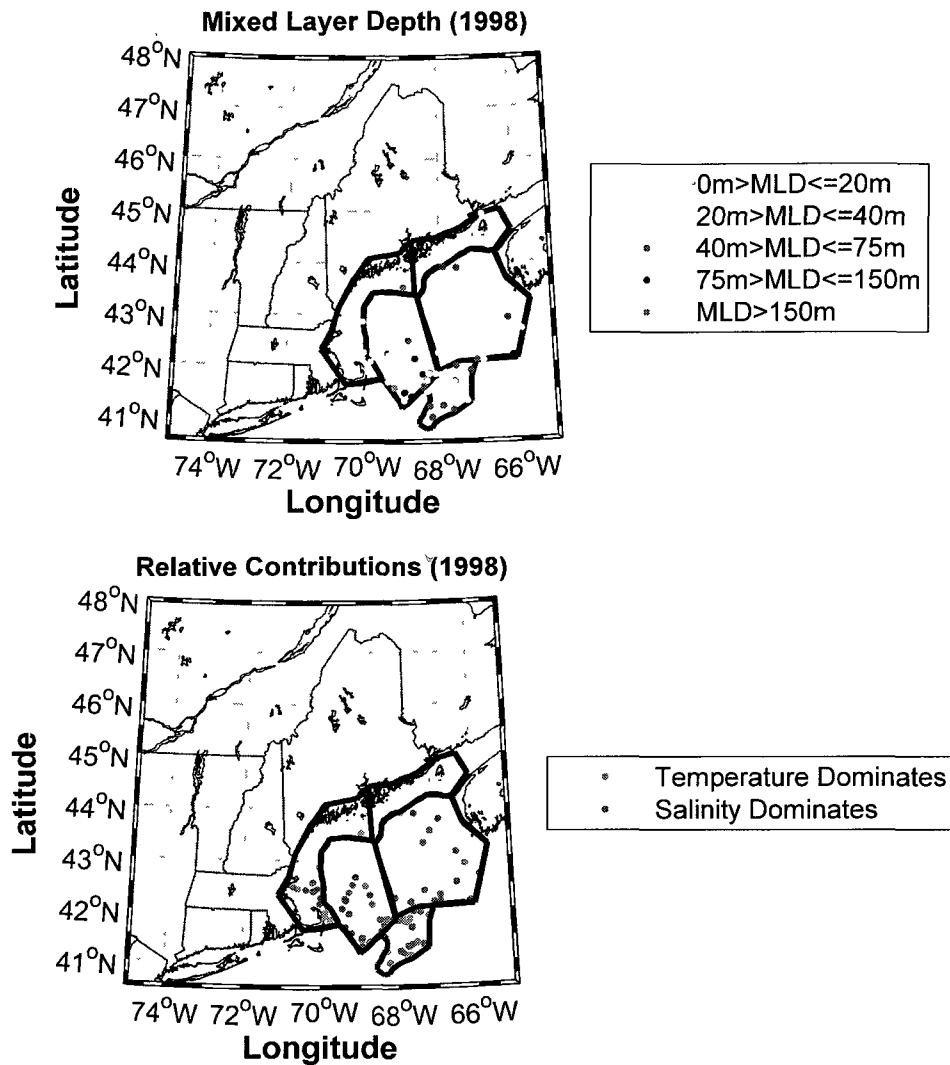 Mixed Layer Depth (1998)
48°N
47°N
46°N
45°N
44°N
43°N
42°N
41°N
Latitude
74°W 72°W 70°W 68°W 66°W
Longitude
0m>MLD<=20m
20m>MLD<=40m
40m>MLD<=75m
75m>MLD<=150m
MLD>150m
Relative Contributions (1998)
48°N
47°N
46°N
45°N
44°N
43°N
42°N
41°N
Latitude
74°W 72°W 70°W 68°W 66°W
Longitude
Temperature Dominates
Salinity Dominates